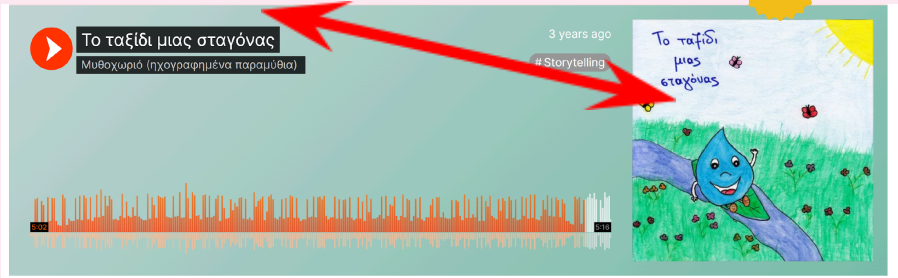 Το ταξίδι μιας σταγόνας
3 years ago
Μυθοχωριό (ηχογραφημένα παραμύθια)
# Storytelling
5:02
5:16
Το ταξίδι
μιας
σταγόνας